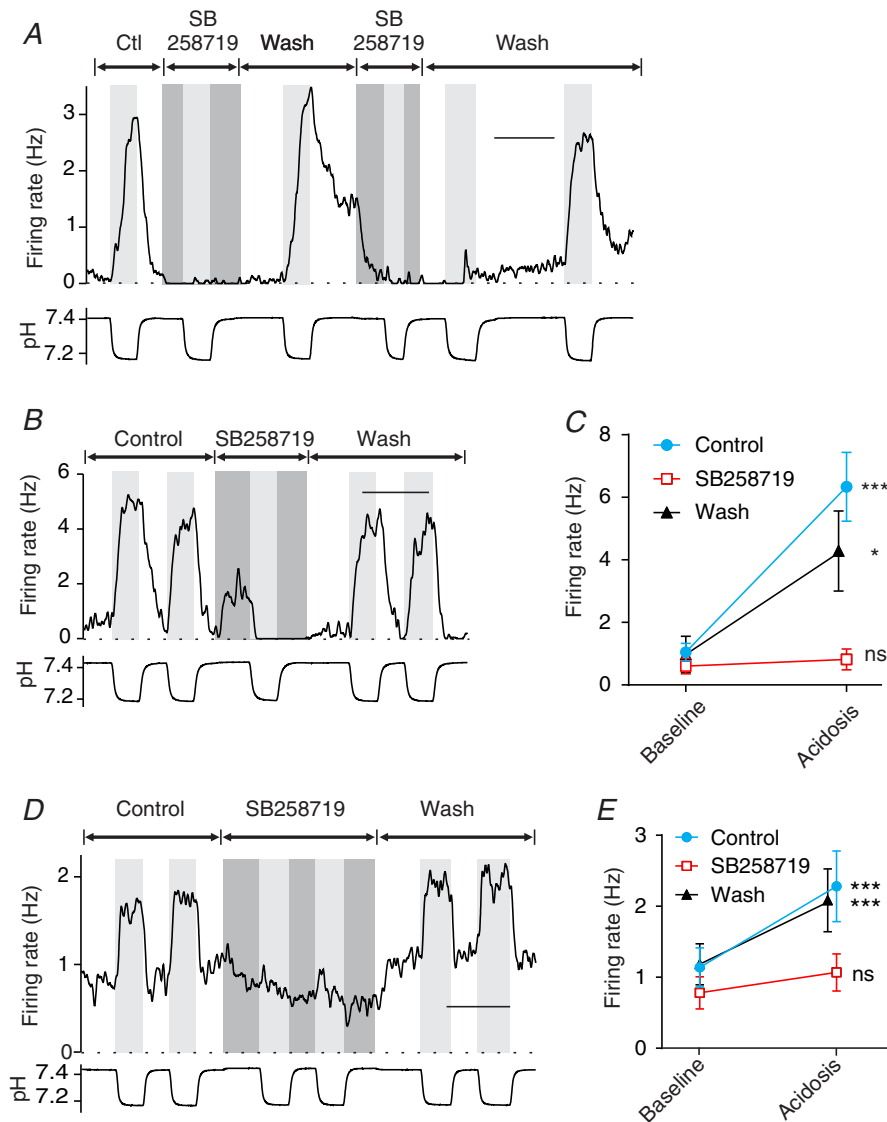 A
Ctl
SB
258719
Wash
SB
258719
Wash
Firing rate (Hz)
3
2
1
0
pH
7.4
7.2
B
Control
SB258719
Wash
Firing rate (Hz)
6
4
2
0
pH
7.4
7.2
C
Control
SB258719
Wash
Firing rate (Hz)
8
6
4
2
0
***
*
ns
Baseline
Acidosis
D
Control
SB258719
Wash
Firing rate (Hz)
2
1
0
pH
7.4
7.2
E
Control
SB258719
Wash
Firing rate (Hz)
3
2
1
0
***
***
ns
Baseline
Acidosis